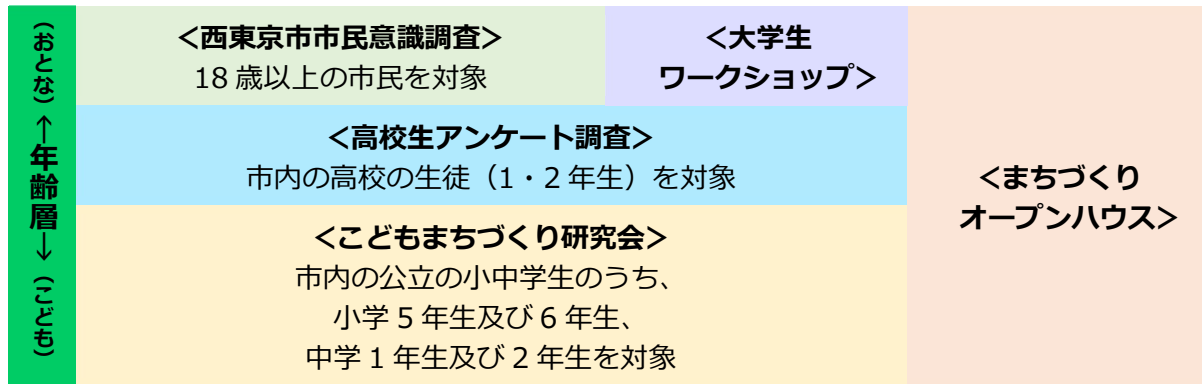 （おとな）←年齢層→（こども）
＜西東京市市民意識調査＞
18 歳以上の市民を対象
＜大学生
ワークショップ＞
＜高校生アンケート調査＞
市内の高校の生徒（1・2 年生）を対象
＜こどもまちづくり研究会＞
市内の公立の小中学生のうち、
小学 5 年生及び 6 年生、
中学 1 年生及び 2 年生を対象
＜まちづくり
オープンハウス＞